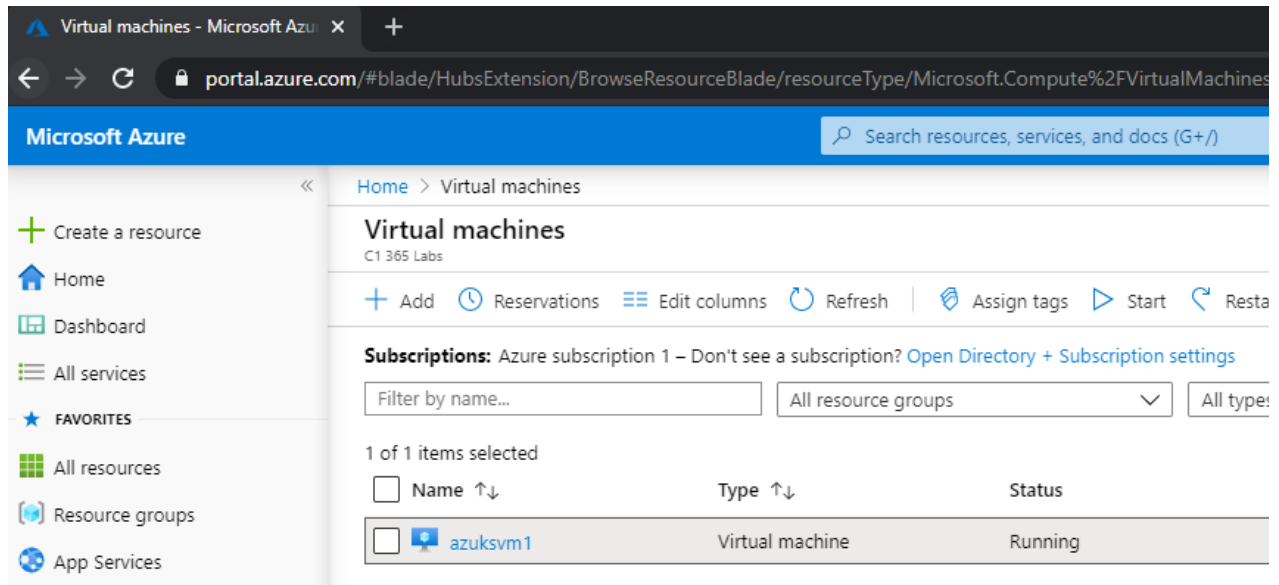 Virtual machines - Microsoft Azu
portal.azure.com/#blade/HubsExtension/BrowseResourceBlade/resourceType/Microsoft.Compute%2FVirtualMachines
Microsoft Azure
Search resources, services, and docs (G+/)
Home > Virtual machines
Virtual machines
C1 365 Labs
Create a resource
Home
Dashboard
All services
FAVORITES
All resources
Resource groups
App Services
Add Reservations Edit columns Refresh Assign tags Start Resta
Subscriptions: Azure subscription 1 – Don't see a subscription? Open Directory + Subscription settings
Filter by name... All resource groups All types
1 of 1 items selected
Name ↑↓ Type ↑↓ Status
azuksvm1 Virtual machine Running